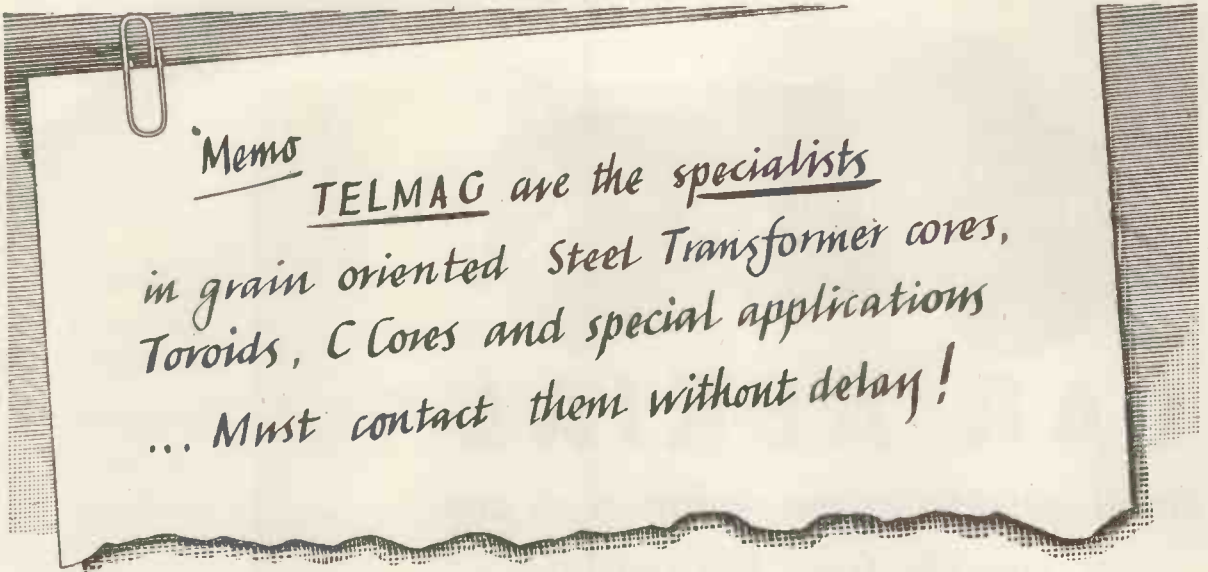 Memo
TELMAG are the specialists
in grain oriented Steel Transformer cores,
Toroids, C Cores and special applications
... Must contact them without delay!